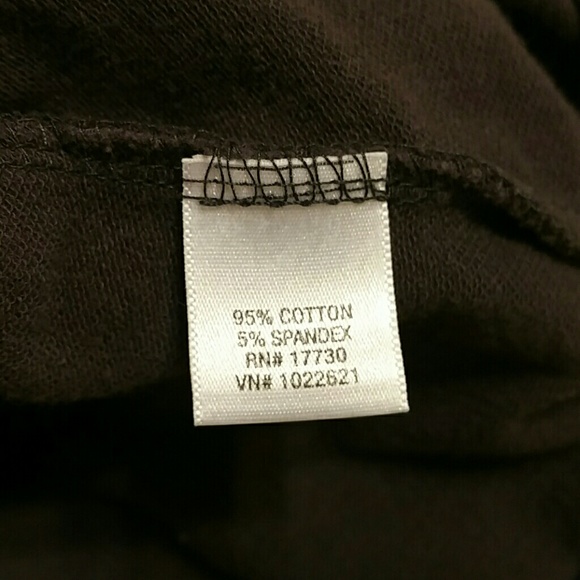 95% COTTON
5% SPANDEX
RN# 17730
VN# 1022621